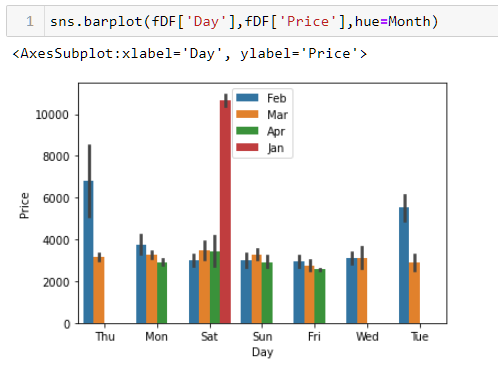 1 sns.barplot(fDF['Day'],fDF['Price'],hue=Month)
<AxesSubplot:xlabel='Day', ylabel='Price'>
Feb
Mar
Apr
Jan
10000
8000
6000
4000
2000
0
Price
Thu Mon Sat Sun Fri Wed Tue
Day